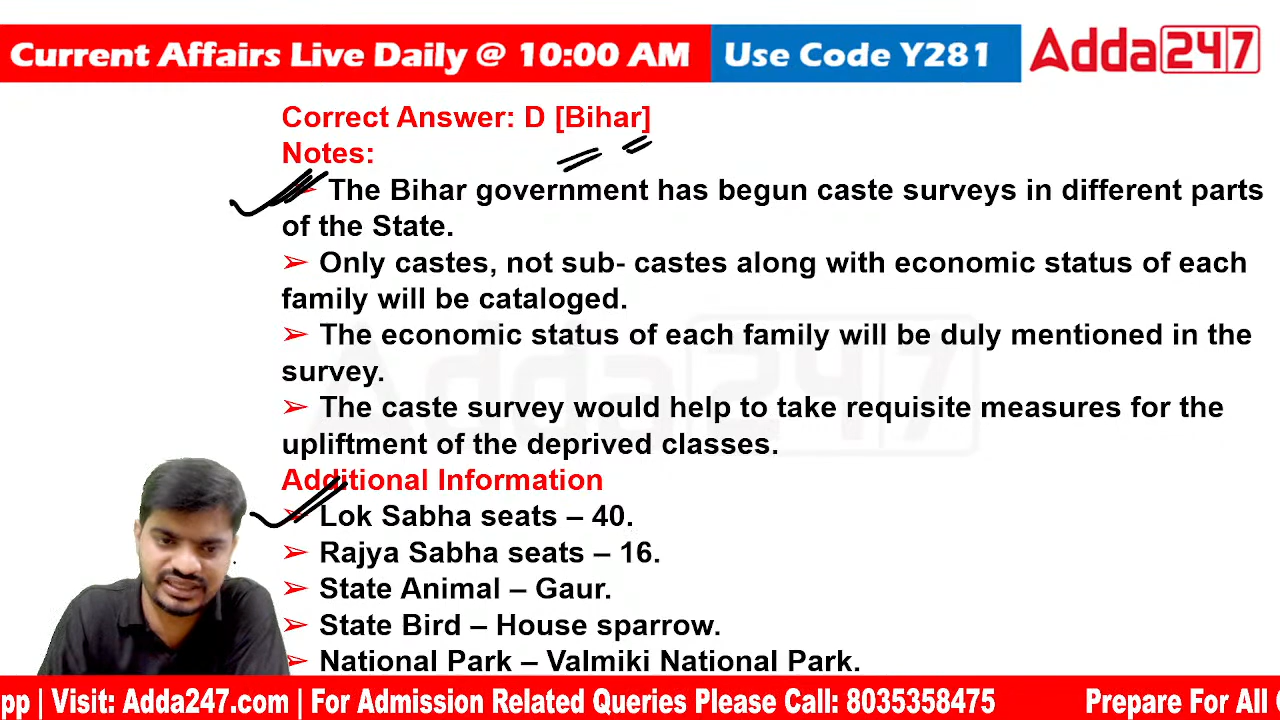 Current Affairs Live Daily @ 10:00 AM
Use Code Y281
Adda247
Correct Answer: D [Bihar]
Notes:
➢ The Bihar government has begun caste surveys in different parts
of the State.
➢ Only castes, not sub- castes along with economic status of each
family will be cataloged.
➢ The economic status of each family will be duly mentioned in the
survey.
➢ The caste survey would help to take requisite measures for the
upliftment of the deprived classes.
Additional Information
➢ Lok Sabha seats – 40.
➢ Rajya Sabha seats – 16.
➢ State Animal – Gaur.
➢ State Bird – House sparrow.
➢ National Park – Valmiki National Park.
pp | Visit: Adda247.com | For Admission Related Queries Please Call: 8035358475 Prepare For All